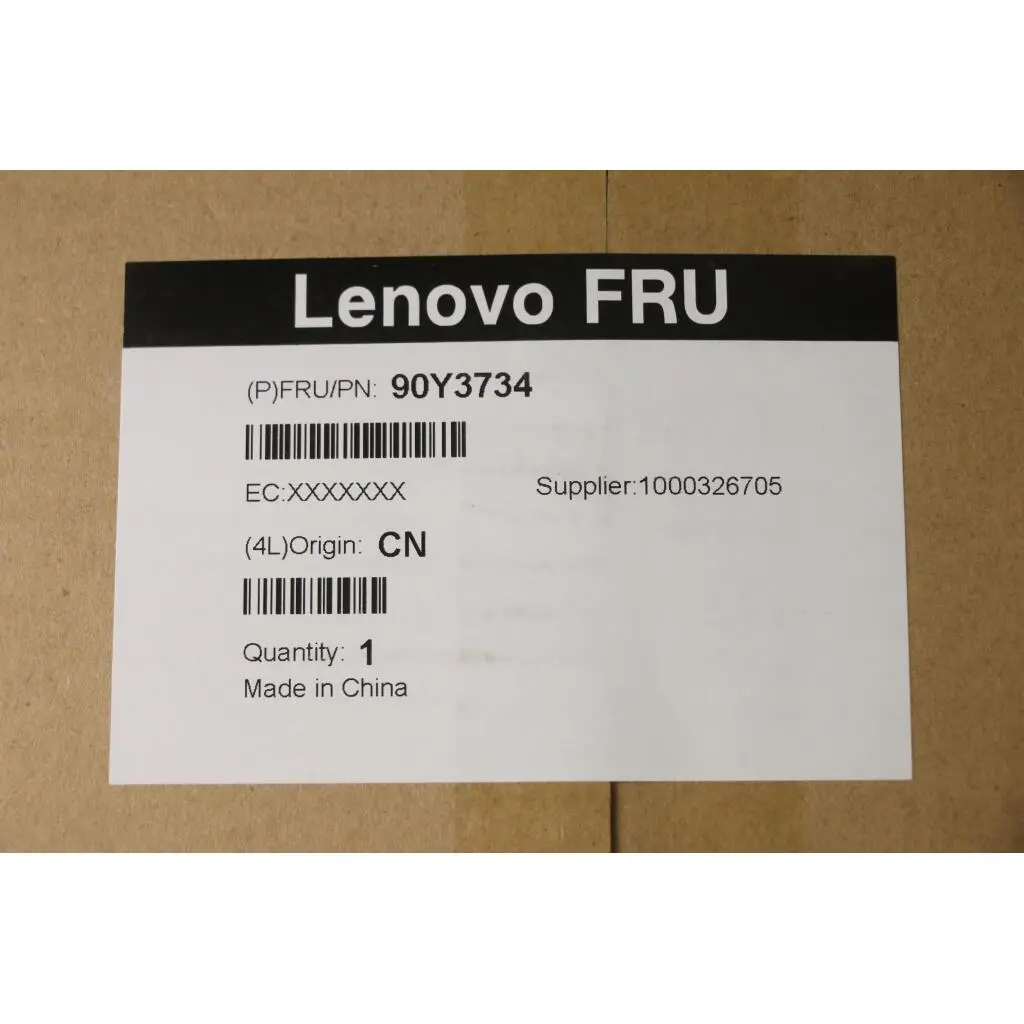 Lenovo FRU
(P)FRU/PN: 90Y3734
EC:XXXXXXX Supplier:1000326705
(4L)Origin: CN
Quantity: 1
Made in China